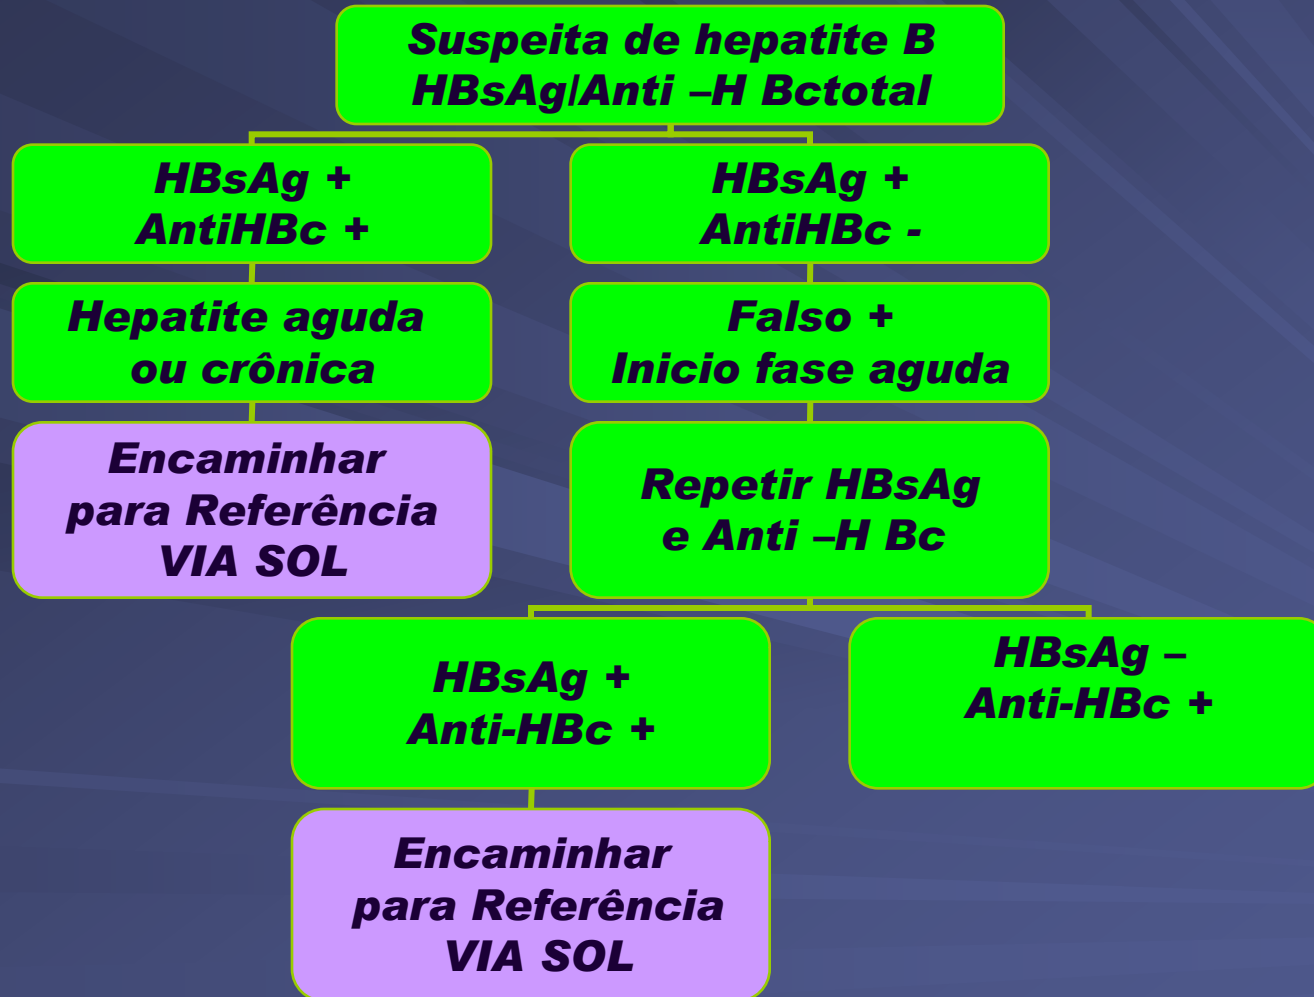 Suspeita de hepatite B
HBsAg/Anti –H Bctotal
HBsAg +
AntiHBc +
HBsAg +
AntiHBc -
Hepatite aguda
ou crônica
Falso +
Inicio fase aguda
Encaminhar
para Referência
VIA SOL
Repetir HBsAg
e Anti –H Bc
HBsAg +
Anti-HBc +
HBsAg –
Anti-HBc +
Encaminhar
para Referência
VIA SOL